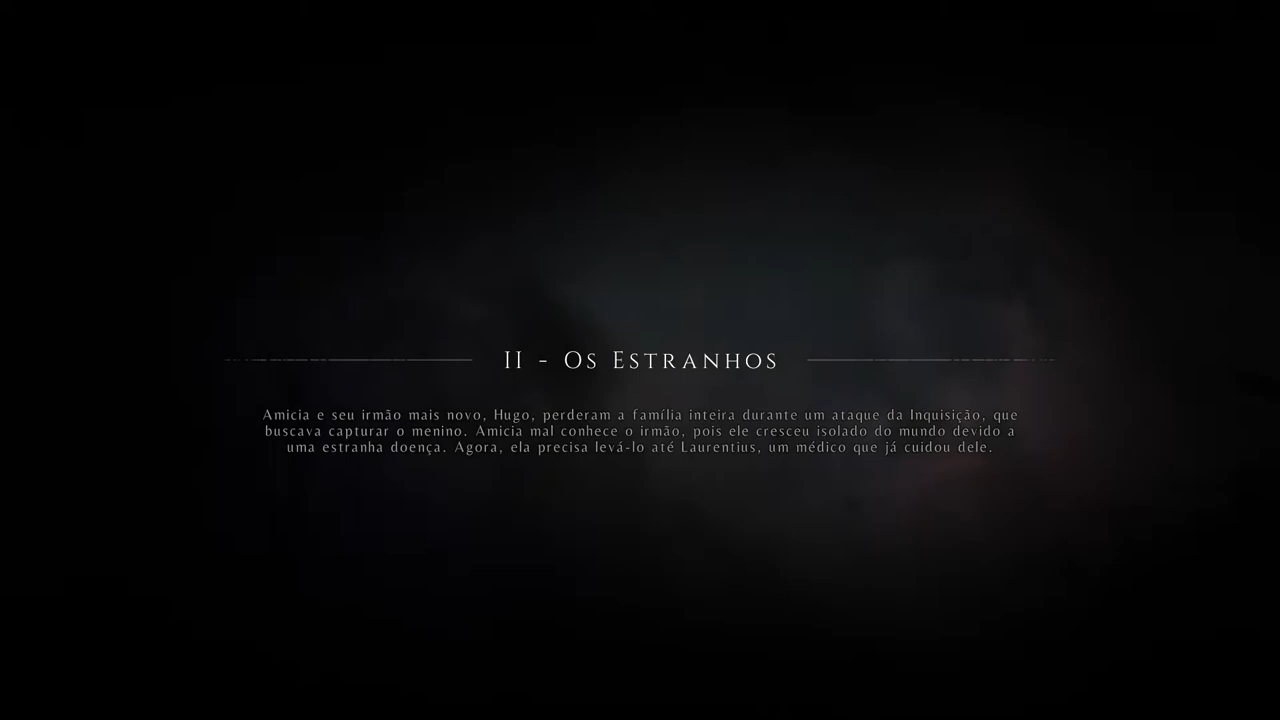 II - Os Estranhos
Amicia e seu irmão mais novo, Hugo, perderam a família inteira durante um ataque da Inquisição, que
buscava capturar o menino. Amicia mal conhece o irmão, pois ele cresceu isolado do mundo devido a
uma estranha doença. Agora, ela precisa levá-lo até Laurentius, um médico que já cuidou dele.